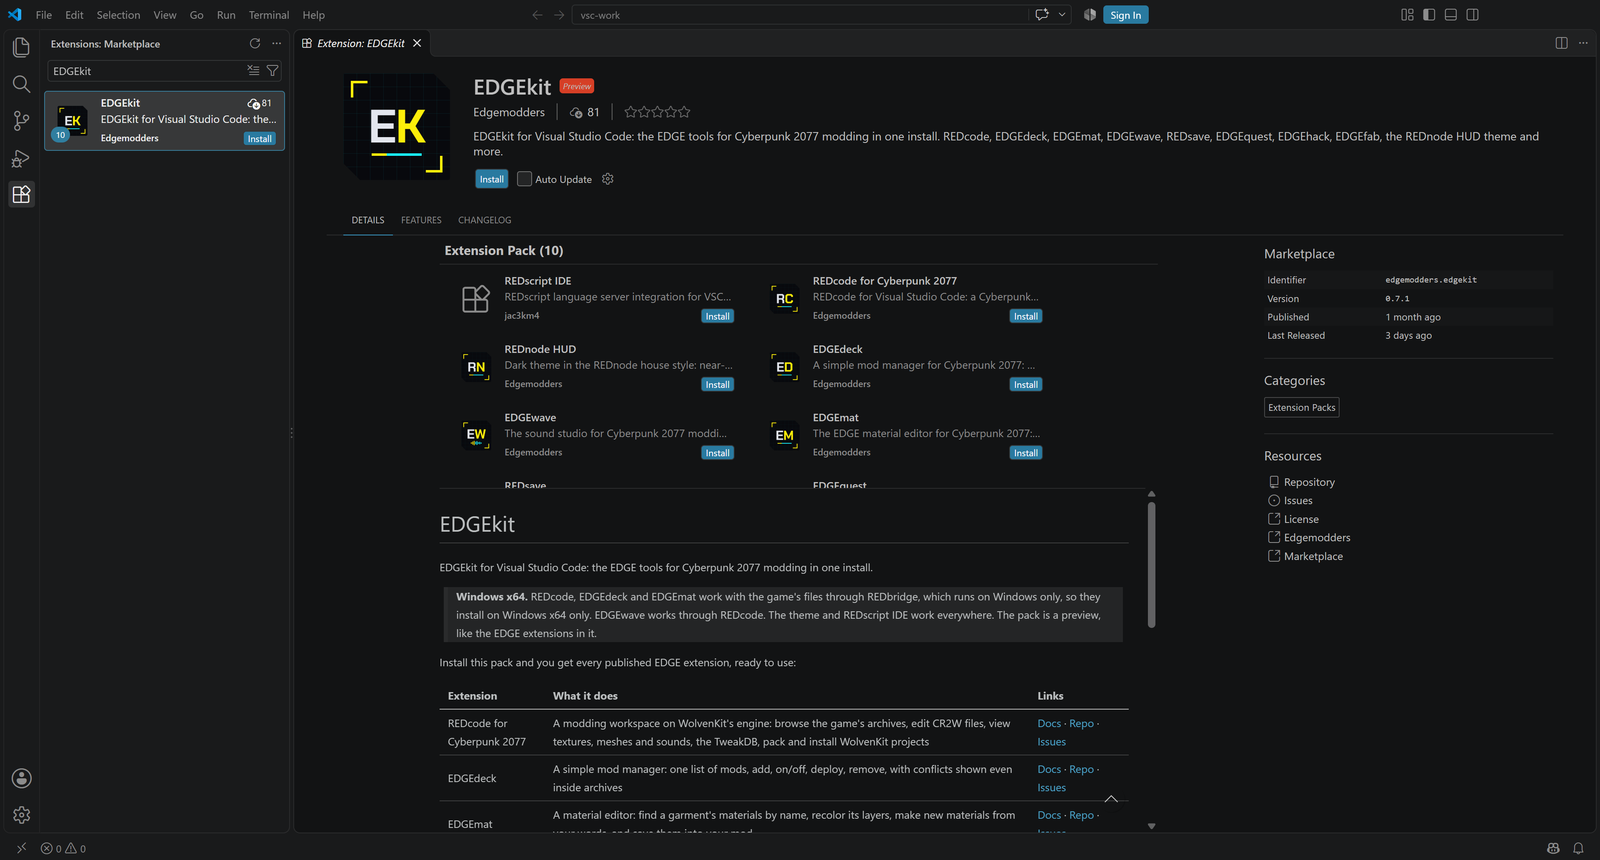 File Edit Selection View Go Run Terminal Help
vsc-work
Sign In
Extensions: Marketplace
EDGEkit
EK
10
EDGEkit
81
EDGEkit for Visual Studio Code: the...
Edgemodders
Install
Extension: EDGEkit
EK
EDGEkit
Preview
Edgemodders
81
EDGEkit for Visual Studio Code: the EDGE tools for Cyberpunk 2077 modding in one install. REDcode, EDGEdeck, EDGEmat, EDGEwave, REDsave, EDGEquest, EDGEhack, EDGEfab, the REDnode HUD theme and
more.
Install
Auto Update
DETAILS FEATURES CHANGELOG
Extension Pack (10)
REDscript IDE
REDscript language server integration for VSC...
jac3km4
Install
RC
REDcode for Cyberpunk 2077
REDcode for Visual Studio Code: a Cyberpunk...
Edgemodders
Install
RN
REDnode HUD
Dark theme in the REDnode house style: near-...
Edgemodders
Install
ED
EDGEdeck
A simple mod manager for Cyberpunk 2077: ...
Edgemodders
Install
EW
EDGEwave
The sound studio for Cyberpunk 2077 moddi...
Edgemodders
Install
EM
EDGEmat
The EDGE material editor for Cyberpunk 2077:...
Edgemodders
Install
REDsave
EDGEquest
EDGEkit
EDGEkit for Visual Studio Code: the EDGE tools for Cyberpunk 2077 modding in one install.
Windows x64. REDcode, EDGEdeck and EDGEmat work with the game's files through REDbridge, which runs on Windows only, so they
install on Windows x64 only. EDGEwave works through REDcode. The theme and REDscript IDE work everywhere. The pack is a preview,
like the EDGE extensions in it.
Install this pack and you get every published EDGE extension, ready to use:
Extension What it does Links
REDcode for
Cyberpunk 2077
A modding workspace on WolvenKit's engine: browse the game's archives, edit CR2W files, view
textures, meshes and sounds, the TweakDB, pack and install WolvenKit projects
Docs · Repo ·
Issues
EDGEdeck
A simple mod manager: one list of mods, add, on/off, deploy, remove, with conflicts shown even
inside archives
Docs · Repo ·
Issues
EDGEmat
A material editor: find a garment's materials by name, recolor its layers, make new materials from
your words, and save them into your mod
Docs · Repo ·
Issues
Marketplace
Identifier edgemodders.edgekit
Version 0.7.1
Published 1 month ago
Last Released 3 days ago
Categories
Extension Packs
Resources
Repository
Issues
License
Edgemodders
Marketplace
0 0